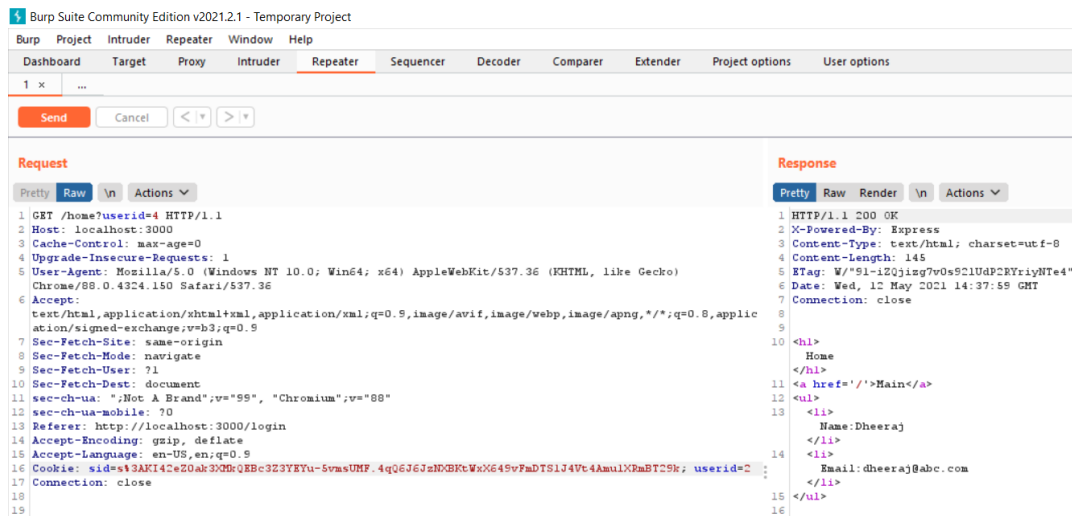 Burp Suite Community Edition v2021.2.1 - Temporary Project
Burp Project Intruder Repeater Window Help
Dashboard Target Proxy Intruder Repeater Sequencer Decoder Comparer Extender Project options User options
1 × ...
Send Cancel < ▼ > ▼
Request
Pretty Raw \n Actions
1 GET /home?userid=4 HTTP/1.1
2 Host: localhost:3000
3 Cache-Control: max-age=0
4 Upgrade-Insecure-Requests: 1
5 User-Agent: Mozilla/5.0 (Windows NT 10.0; Win64; x64) AppleWebKit/537.36 (KHTML, like Gecko)
Chrome/88.0.4324.150 Safari/537.36
6 Accept:
text/html,application/xhtml+xml,application/xml;q=0.9,image/avif,image/webp,image/apng,*/*;q=0.8,applic
ation/signed-exchange;v=b3;q=0.9
7 Sec-Fetch-Site: same-origin
8 Sec-Fetch-Mode: navigate
9 Sec-Fetch-User: ?1
10 Sec-Fetch-Dest: document
11 sec-ch-ua: ";Not A Brand";v="99", "Chromium";v="88"
12 sec-ch-ua-mobile: ?0
13 Referer: http://localhost:3000/login
14 Accept-Encoding: gzip, deflate
15 Accept-Language: en-US,en;q=0.9
16 Cookie: userid=2
17 Connection: close
18
19
Response
Pretty Raw Render \n Actions
1 HTTP/1.1 200 OK
2 X-Powered-By: Express
3 Content-Type: text/html; charset=utf-8
4 Content-Length: 145
5 ETag:
6 Date: Wed, 12 May 2021 14:37:59 GMT
7 Connection: close
8
9
10 <h1>
Home
</h1>
11 <a href='/'>Main</a>
12 <ul>
13 <li>
Name:Dheeraj
</li>
14 <li>
Email:dheeraj@abc.com
</li>
15 </ul>
16